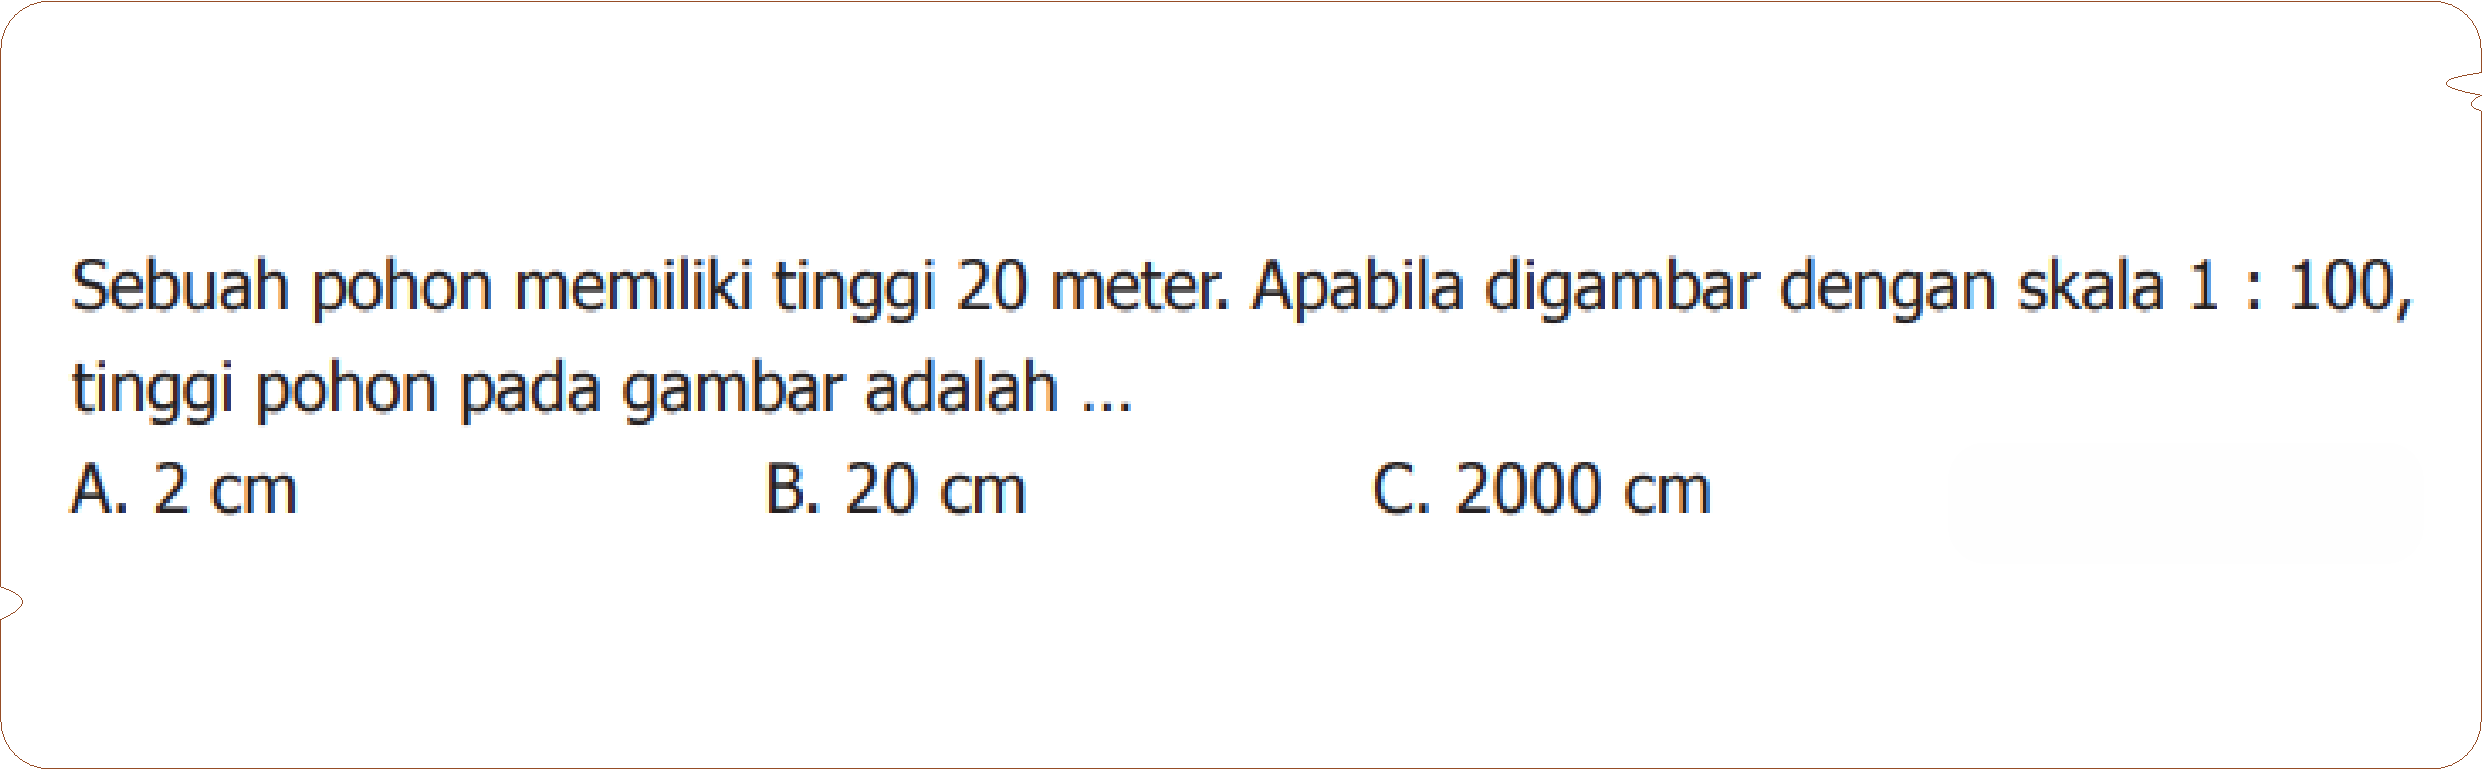 Sebuah pohon memiliki tinggi 20 meter. Apabila digambar dengan skala 1 : 100,
tinggi pohon pada gambar adalah ...
A. 2 cm B. 20 cm C. 2000 cm